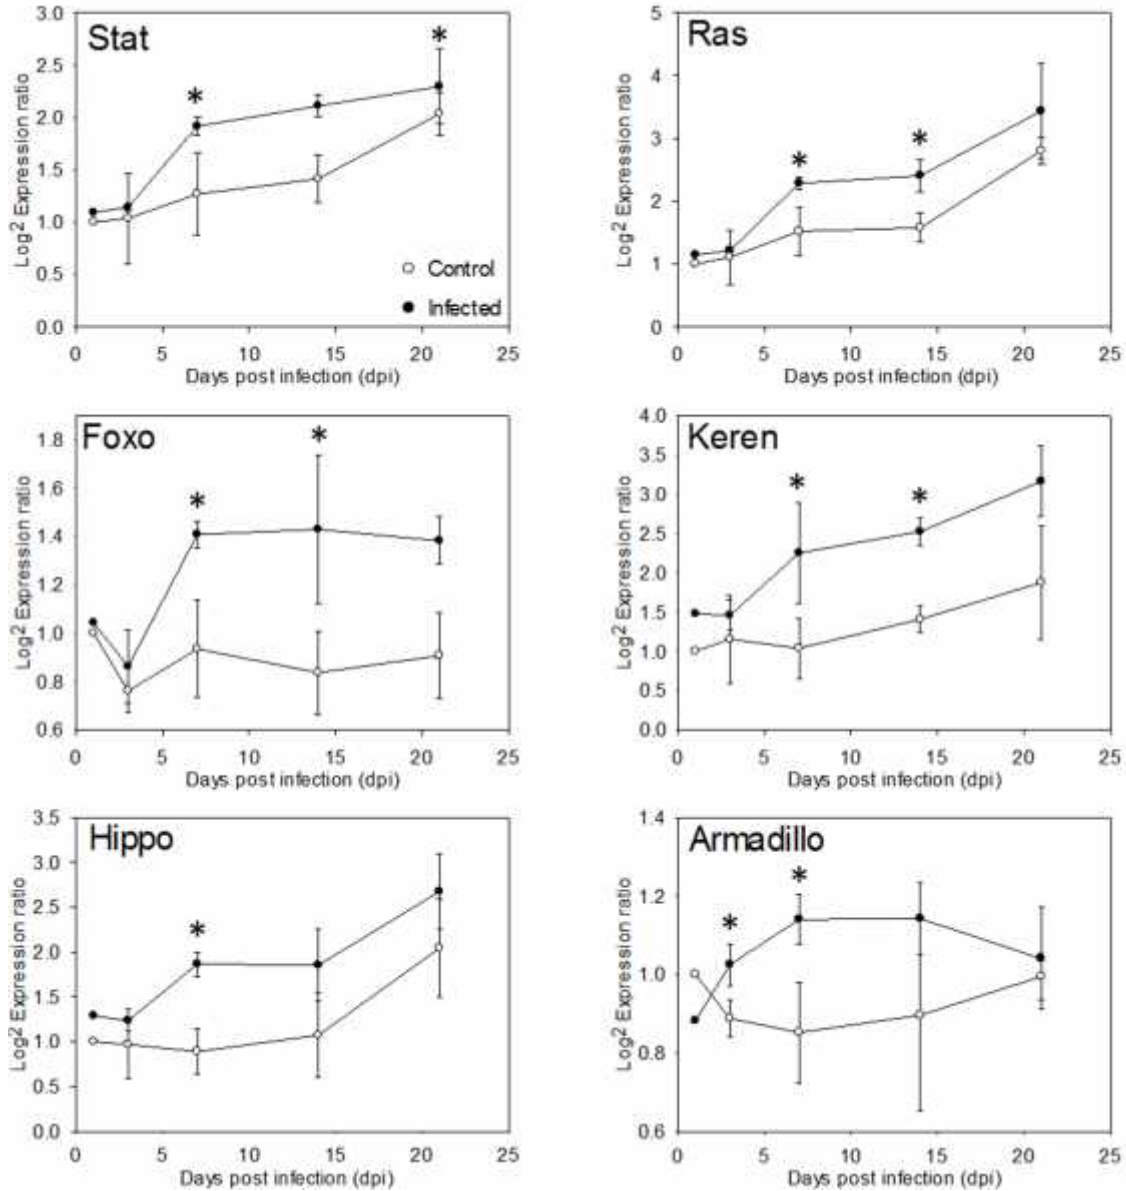 Stat
*
*
Log2 Expression ratio
3.0
2.5
2.0
1.5
1.0
0.5
0.0
Control
Infected
0 5 10 15 20 25
Days post infection (dpi)
Ras
*
*
Log2 Expression ratio
5
4
3
2
1
0
0 5 10 15 20 25
Days post infection (dpi)
Foxo
*
*
Log2 Expression ratio
1.8
1.6
1.4
1.2
1.0
0.8
0.6
0 5 10 15 20 25
Days post infection (dpi)
Keren
*
*
Log2 Expression ratio
4.0
3.5
3.0
2.5
2.0
1.5
1.0
0.5
0.0
0 5 10 15 20 25
Days post infection (dpi)
Hippo
*
Log2 Expression ratio
3.5
3.0
2.5
2.0
1.5
1.0
0.5
0.0
0 5 10 15 20 25
Days post infection (dpi)
Armadillo
*
*
Log2 Expression ratio
1.4
1.2
1.0
0.8
0.6
0 5 10 15 20 25
Days post infection (dpi)